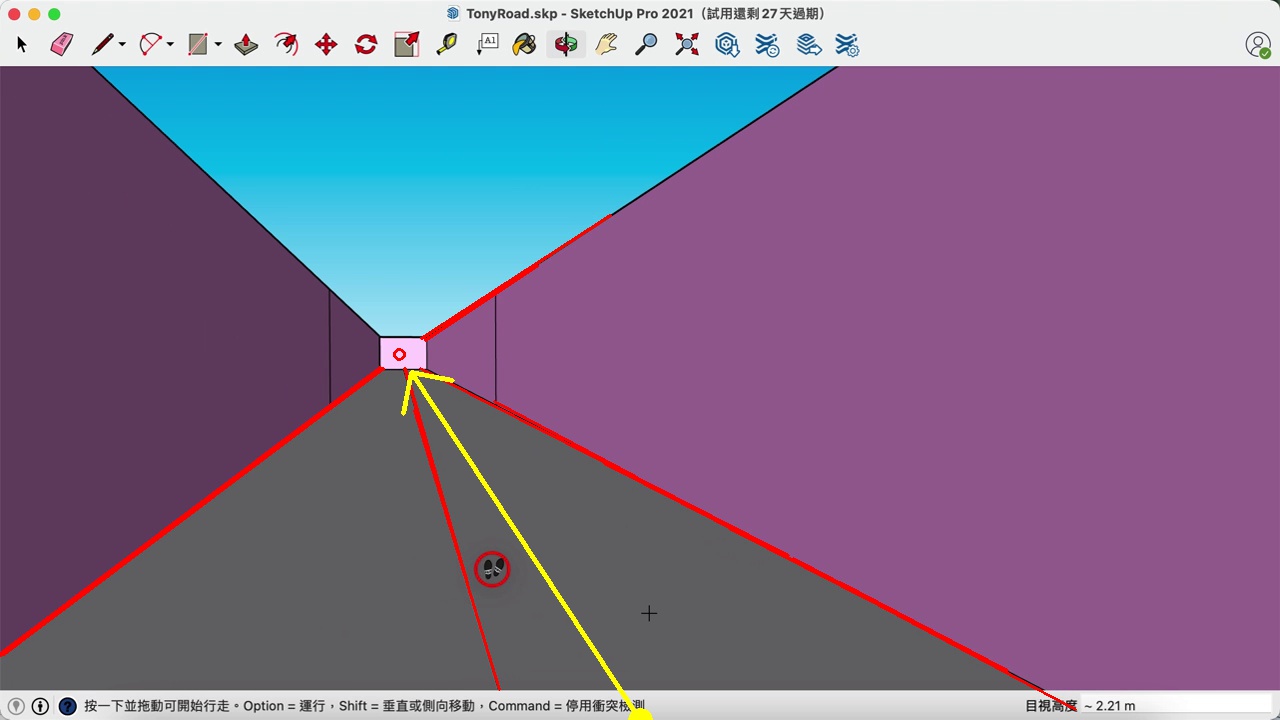 TonyRoad.skp - SketchUp Pro 2021（試用還剩 27 天過期）
A1
按一下並拖動可開始行走。Option = 運行，Shift = 垂直或側向移動，Command = 停用衝突檢測
目視高度 ~ 2.21 m